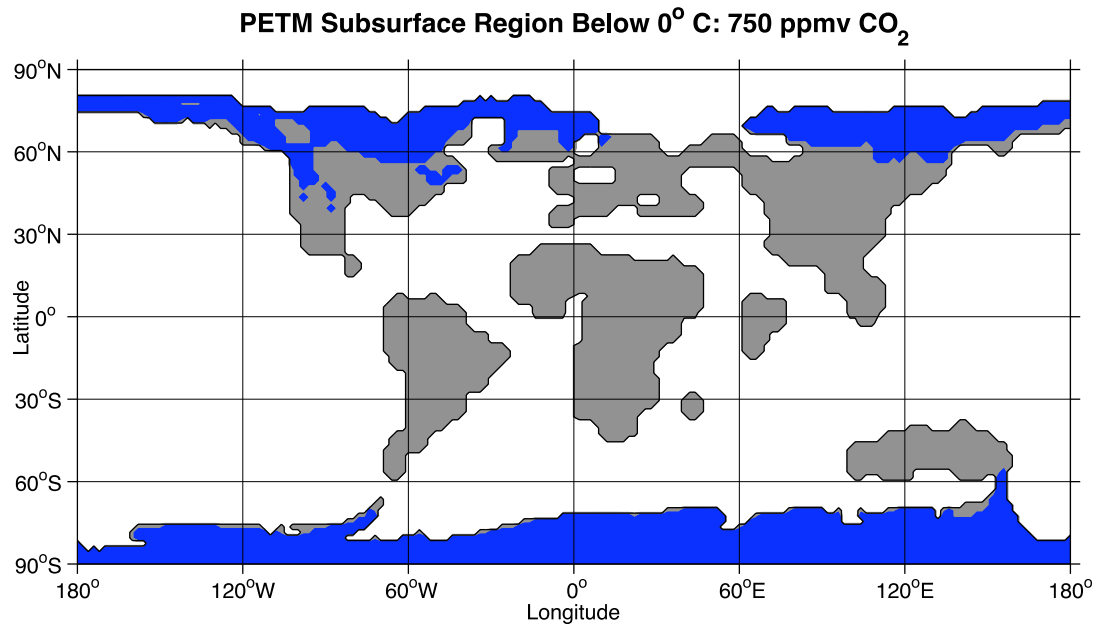 PETM Subsurface Region Below 0° C: 750 ppmv CO₂
90°N
60°N
30°N
0°
30°S
60°S
90°S
Latitude
180° 120°W 60°W 0° 60°E 120°E 180°
Longitude